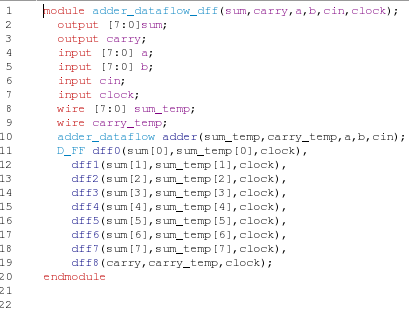 1 module adder_dataflow_dff(sum,carry,a,b,cin,clock);
2 output [7:0]sum;
3 output carry;
4 input [7:0] a;
5 input [7:0] b;
6 input cin;
7 input clock;
8 wire [7:0] sum_temp;
9 wire carry_temp;
10 adder_dataflow adder(sum_temp,carry_temp,a,b,cin);
11 D_FF dff0(sum[0],sum_temp[0],clock),
12 dff1(sum[1],sum_temp[1],clock),
13 dff2(sum[2],sum_temp[2],clock),
14 dff3(sum[3],sum_temp[3],clock),
15 dff4(sum[4],sum_temp[4],clock),
16 dff5(sum[5],sum_temp[5],clock),
17 dff6(sum[6],sum_temp[6],clock),
18 dff7(sum[7],sum_temp[7],clock),
19 dff8(carry,carry_temp,clock);
20 endmodule
21
22